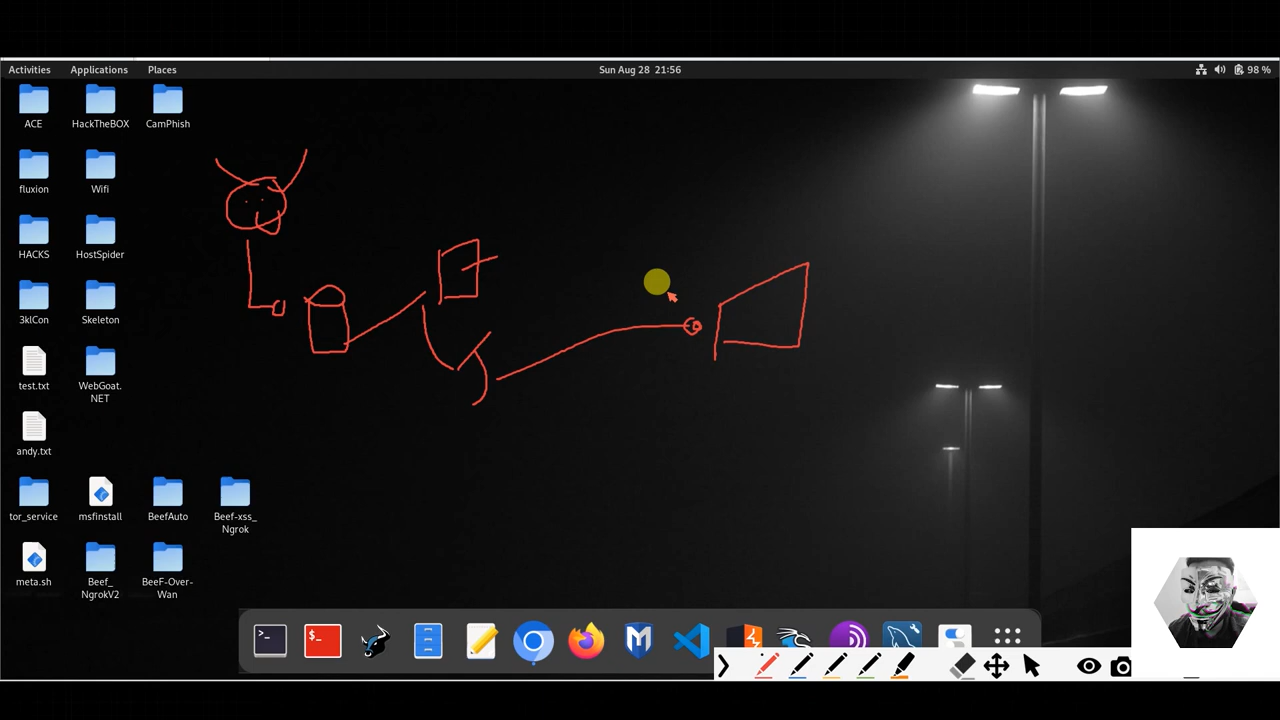 Activities Applications Places Sun Aug 28 21:56 98 %
ACE HackTheBOX CamPhish
fluxion Wifi
HACKS HostSpider
3klCon Skeleton
test.txt WebGoat.
NET
andy.txt
tor_service msfinstall BeefAuto Beef-xss_
Ngrok
meta.sh Beef_ BeeF-Over-
NgrokV2 Wan
>_ $_ M